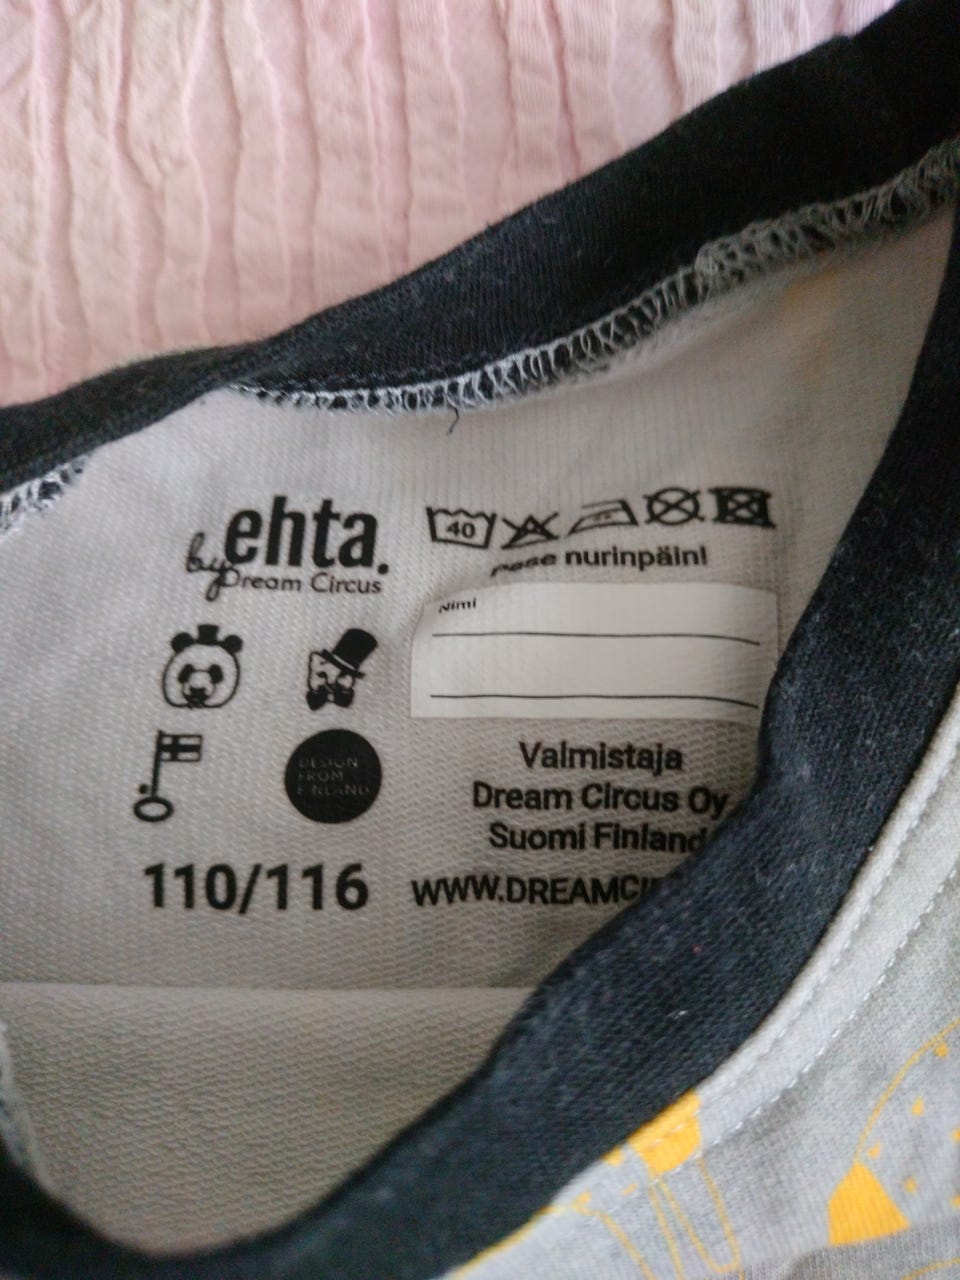 ehta.
by Dream Circus
40
Pese nurinpäin!
Nimi
DESIGN
FROM
FINLAND
110/116
Valmistaja
Dream Circus Oy
Suomi Finland
WWW.DREAMCI